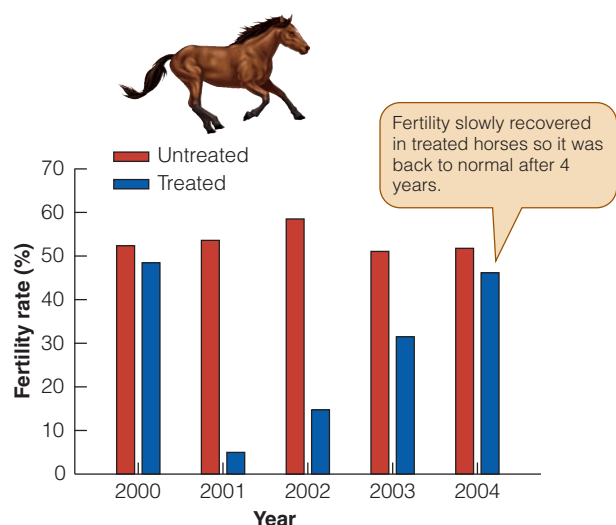 Fertility slowly recovered
in treated horses so it was
back to normal after 4
years.
Untreated
Treated
Fertility rate (%)
70
60
50
40
30
20
10
0
2000 2001 2002 2003 2004
Year